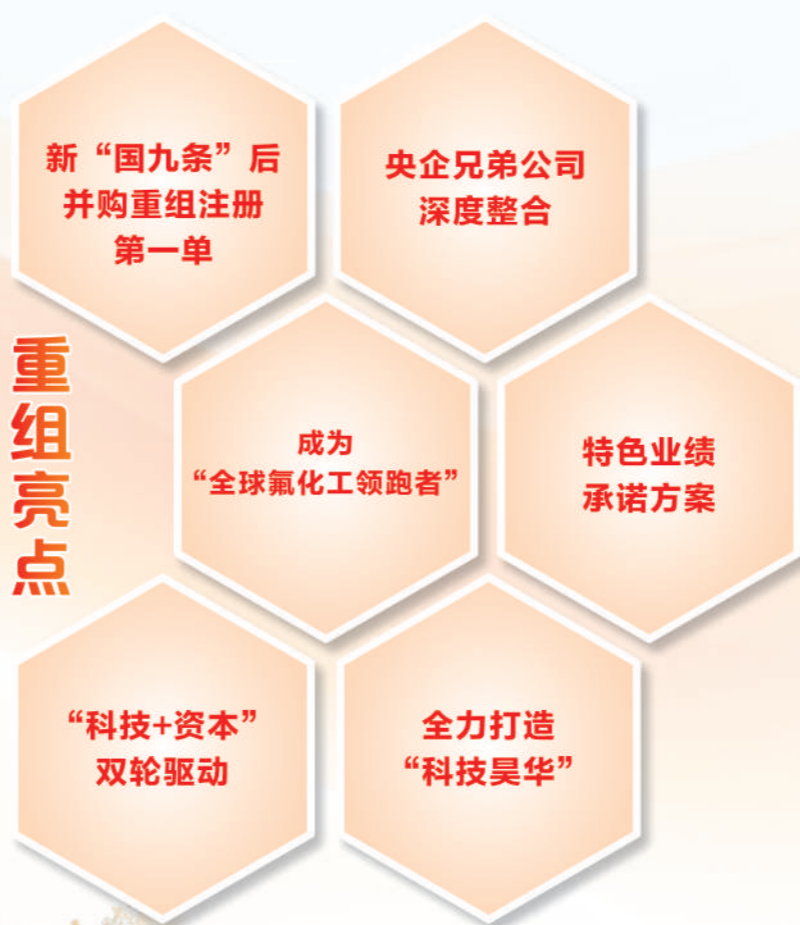 新“国九条”后
并购重组注册
第一单
央企兄弟公司
深度整合
重组亮点
成为
“全球氟化工领跑者”
特色业绩
承诺方案
“科技+资本”
双轮驱动
全力打造
“科技昊华”